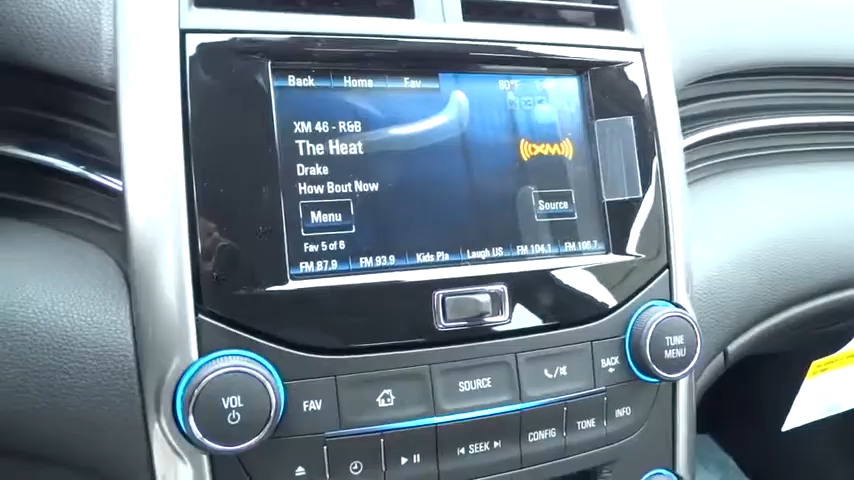 Back Home Fav 80°F
XM 46 - R&B
The Heat
Drake
How Bout Now
((XM))
Menu
Source
Fav 5 of 6
FM 87.9 FM 93.9 Kids Pla Laugh US FM 104.1 FM 106.7
VOL
FAV
SOURCE
BACK
TUNE
MENU
SEEK
CONFIG
TONE
INFO